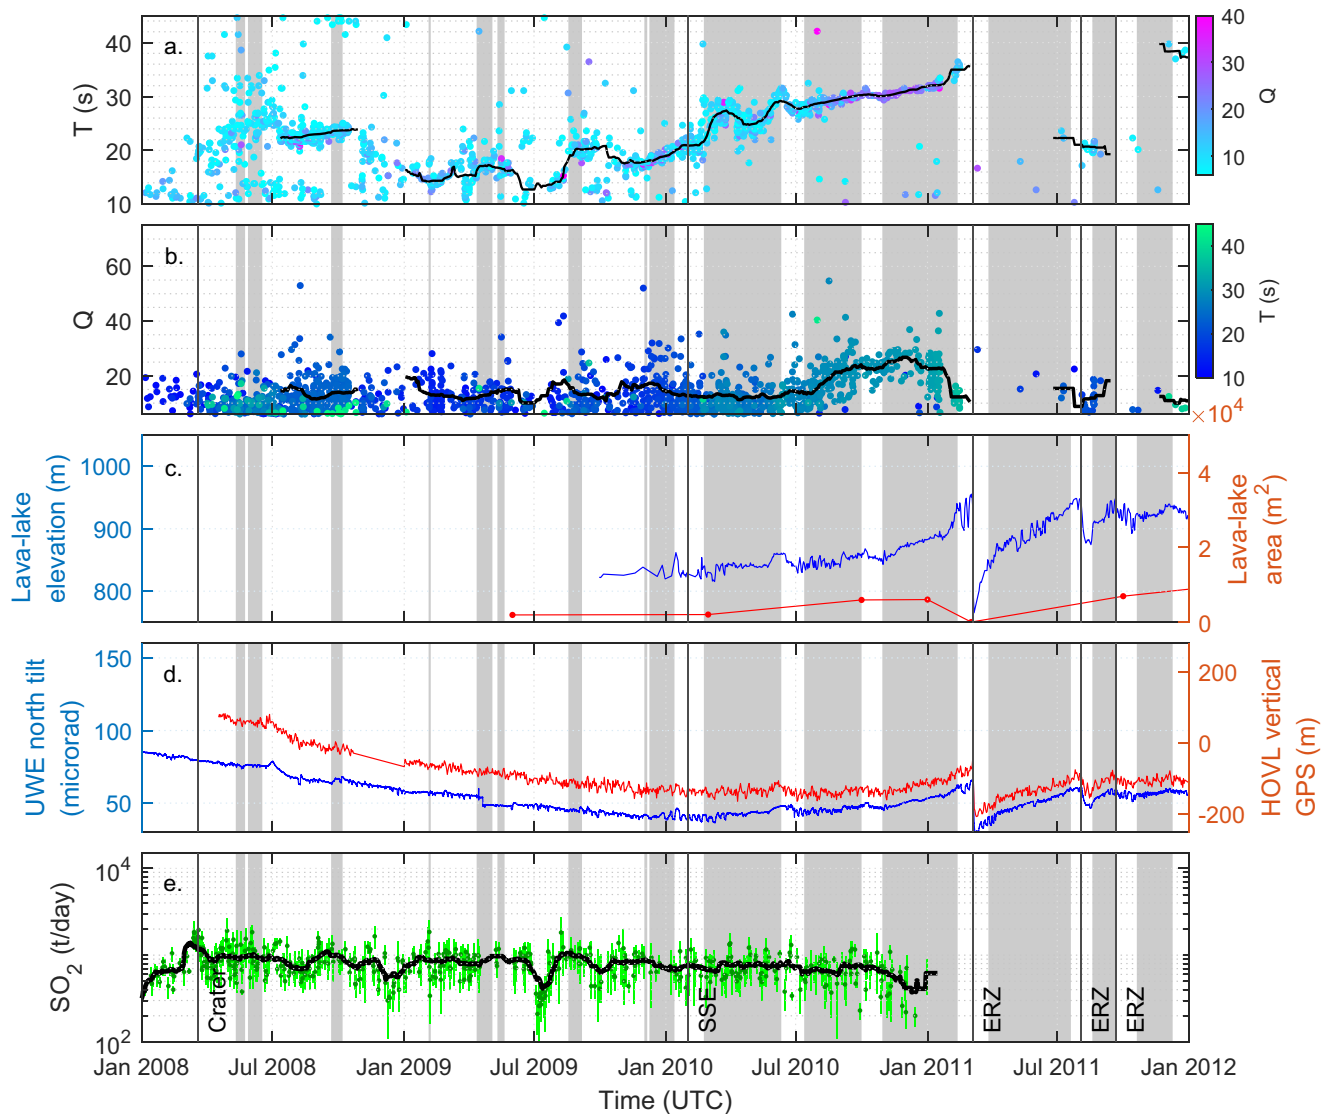 a.
T (s)
40
30
20
10
40
30
20
10
Q
b.
Q
60
40
20
40
30
20
10
T (s)
×10⁴
c.
Lava-lake
elevation (m)
1000
900
800
4
2
0
Lava-lake
area (m²)
d.
UWE north tilt
(microrad)
150
100
50
200
0
-200
HOVL vertical
GPS (m)
e.
SO₂ (t/day)
10⁴
10²
Crater
SSE
ERZ
ERZ
ERZ
Jan 2008
Jul 2008
Jan 2009
Jul 2009
Jan 2010
Jul 2010
Jan 2011
Jul 2011
Jan 2012
Time (UTC)